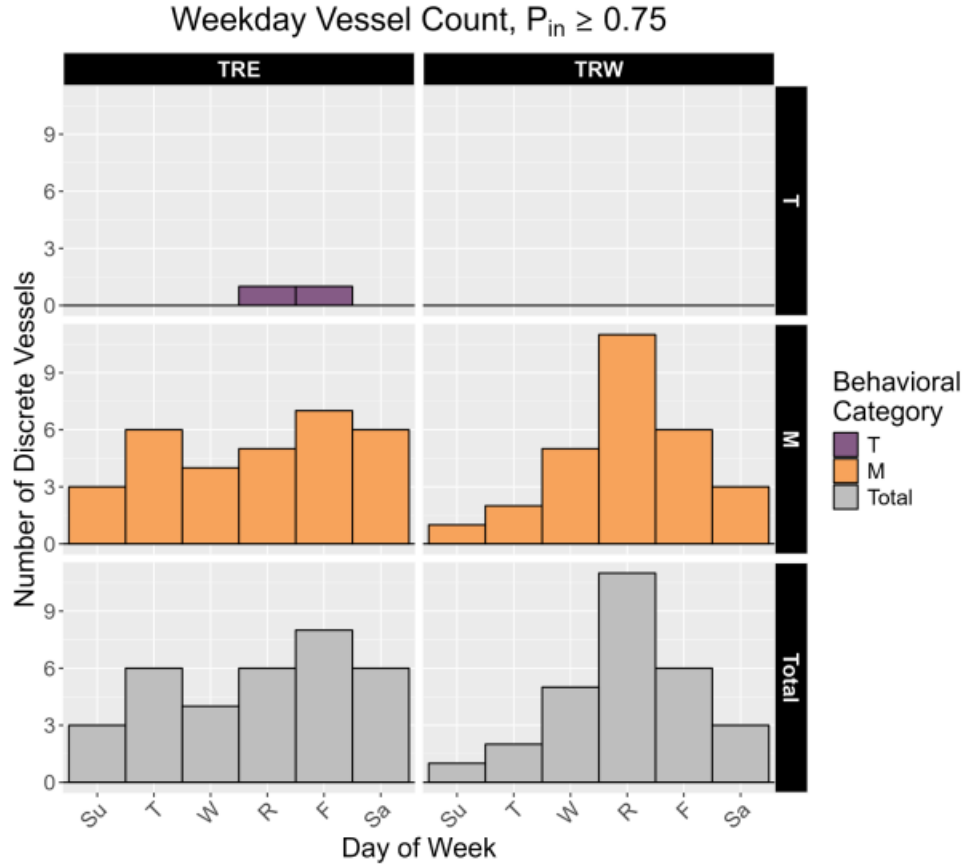 Weekday Vessel Count, Pin ≥ 0.75
TRE
TRW
9
6
3
0
T
9
6
3
0
M
9
6
3
0
Total
Number of Discrete Vessels
Su T W R F Sa
Su T W R F Sa
Day of Week
Behavioral
Category
T
M
Total